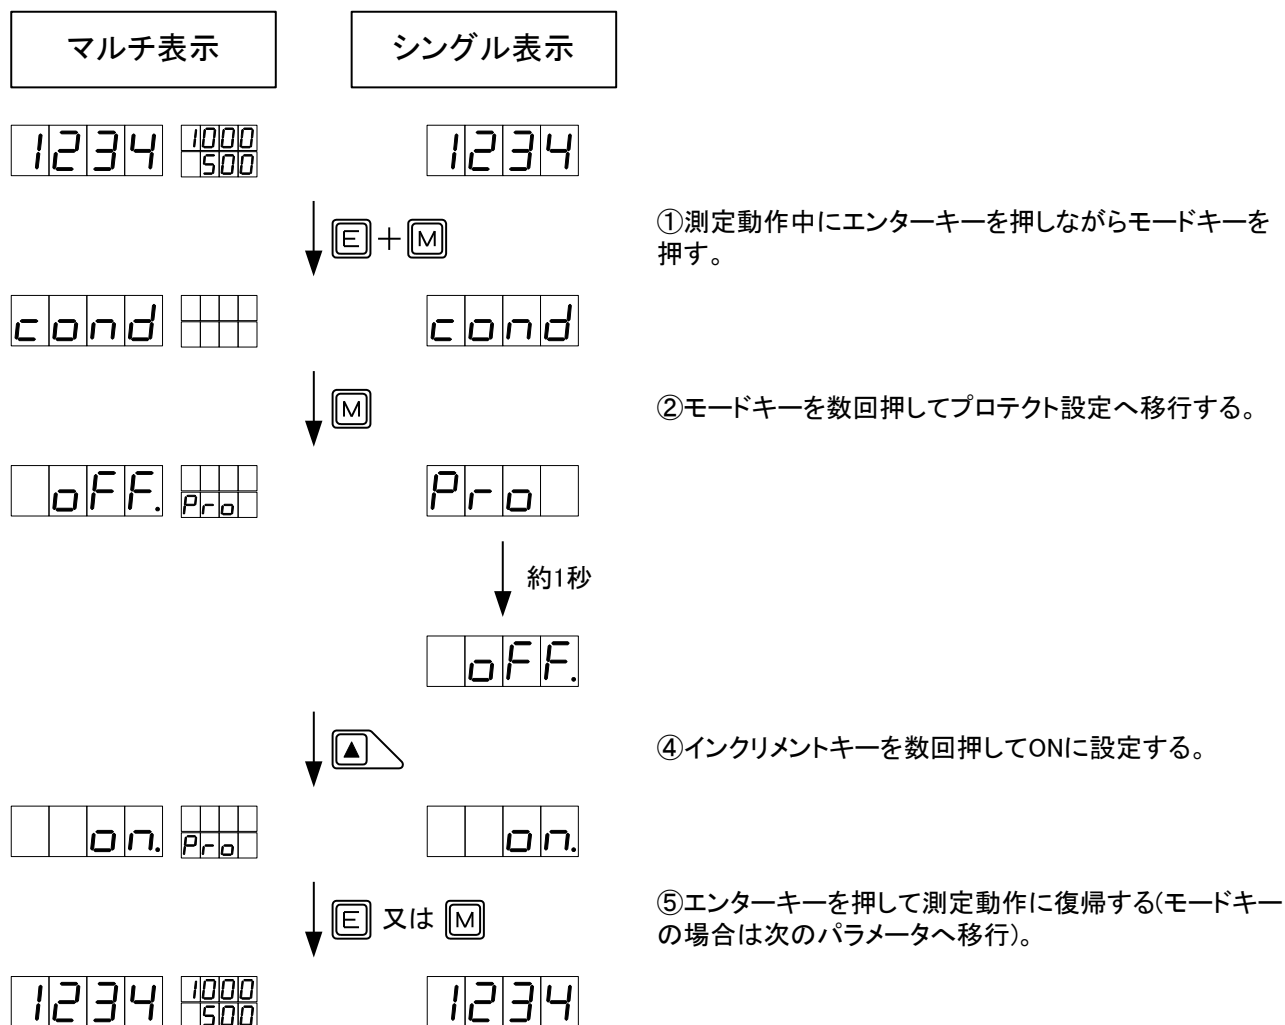 マルチ表示 シングル表示
1234 1000 1234
500
E + M ①測定動作中にエンターキーを押しながらモードキーを
押す。
cond cond
M ②モードキーを数回押してプロテクト設定へ移行する。
oFF. Pro Pro
約1秒
oFF.
▲ ④インクリメントキーを数回押してONに設定する。
on. Pro on.
E 又は M ⑤エンターキーを押して測定動作に復帰する(モードキー
の場合は次のパラメータへ移行)。
1234 1000 1234
500